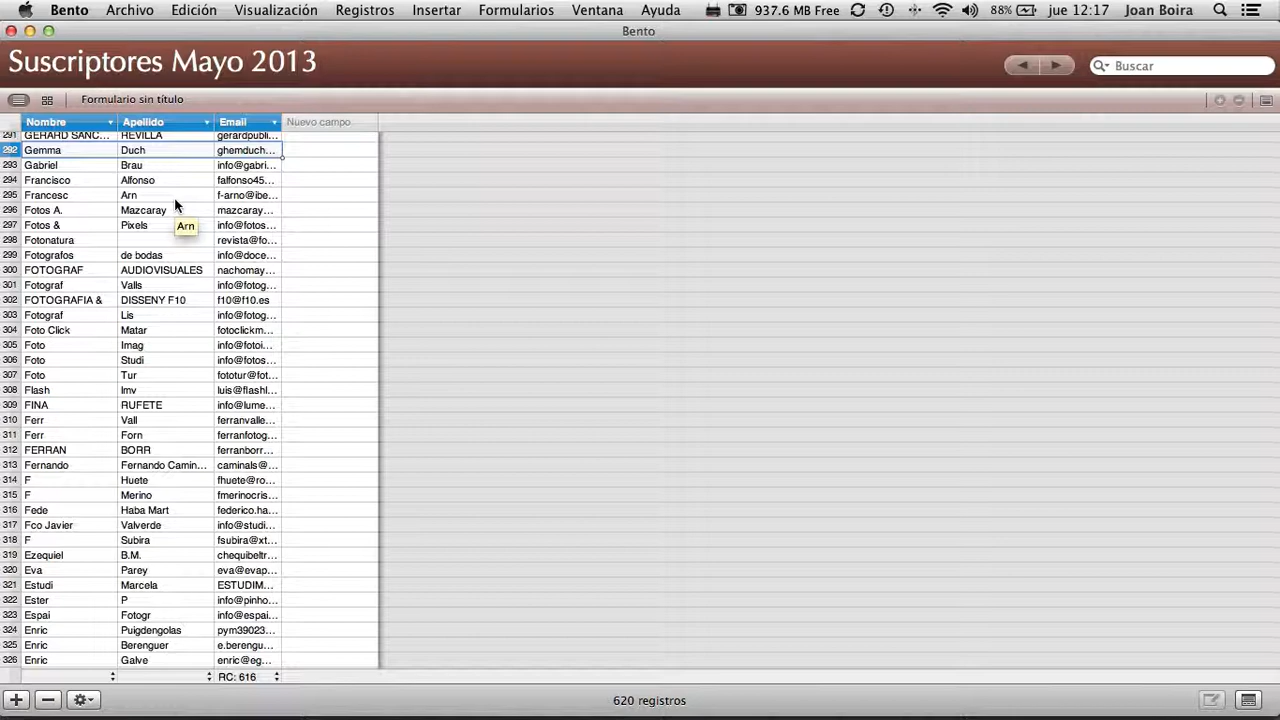 Bento Archivo Edición Visualización Registros Insertar Formularios Ventana Ayuda 937.6 MB Free 88% jue 12:17 Joan Boira
Bento
Suscriptores Mayo 2013
Buscar
Formulario sin título
Nombre Apellido Email Nuevo campo
291 GERARD SANC... REVILLA gerardpubli...
292 Gemma Duch ghemduch...
293 Gabriel Brau info@gabri...
294 Francisco Alfonso falfonso45...
295 Francesc Arn f-arno@ibe...
296 Fotos A. Mazcaray mazcaray...
297 Fotos & Pixels info@fotos...
Arn
298 Fotonatura revista@fo...
299 Fotografos de bodas info@doce...
300 FOTOGRAF AUDIOVISUALES nachomay...
301 Fotograf Valls info@fotog...
302 FOTOGRAFIA & DISSENY F10 f10@f10.es
303 Fotograf Lis info@fotog...
304 Foto Click Matar fotoclickm...
305 Foto Imag info@fotoi...
306 Foto Studi info@fotos...
307 Foto Tur fototur@fot...
308 Flash Imv luis@flashl...
309 FINA RUFETE info@lume...
310 Ferr Vall ferranvalle...
311 Ferr Forn ferranfotog...
312 FERRAN BORR ferranborr...
313 Fernando Fernando Camin... caminals@...
314 F Huete fhuete@ro...
315 F Merino fmerinocris...
316 Fede Haba Mart federico.ha...
317 Fco Javier Valverde info@studi...
318 F Subira fsubira@xt...
319 Ezequiel B.M. chequibeltr...
320 Eva Parey eva@evap...
321 Estudi Marcela ESTUDIM...
322 Ester P info@pinho...
323 Espai Fotogr info@espai...
324 Enric Puigdengolas pym39023...
325 Enric Berenguer e.berengu...
326 Enric Galve enric@eg...
RC: 616
620 registros